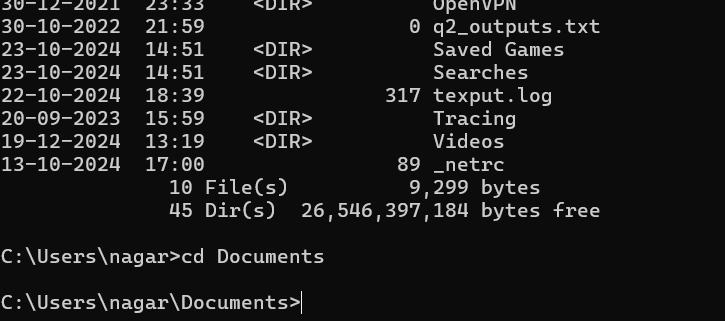 30-12-2021  23:33    <DIR>          OpenVPN
30-10-2022  21:59                 0 q2_outputs.txt
23-10-2024  14:51    <DIR>          Saved Games
23-10-2024  14:51    <DIR>          Searches
22-10-2024  18:39               317 texput.log
20-09-2023  15:59    <DIR>          Tracing
19-12-2024  13:19    <DIR>          Videos
13-10-2024  17:00                89 _netrc
              10 File(s)          9,299 bytes
              45 Dir(s)  26,546,397,184 bytes free
C:\Users\nagar>cd Documents
C:\Users\nagar\Documents>